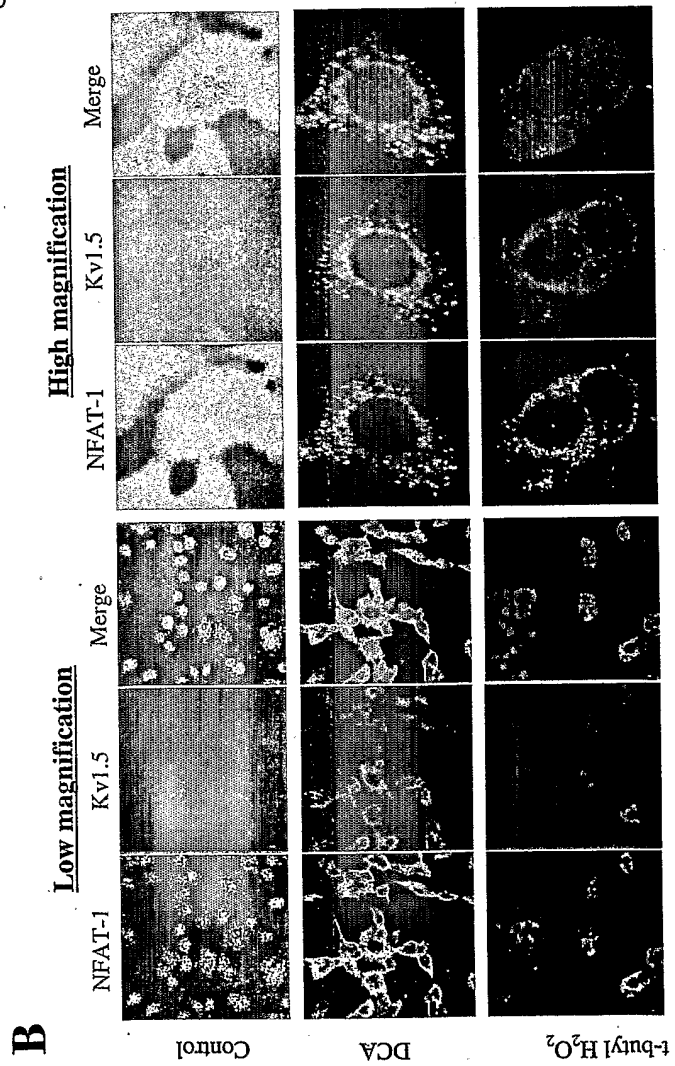 B
Low magnification
High magnification
NFAT-1 Kv1.5 Merge NFAT-1 Kv1.5 Merge
Control
DCA
t-butyl H₂O₂